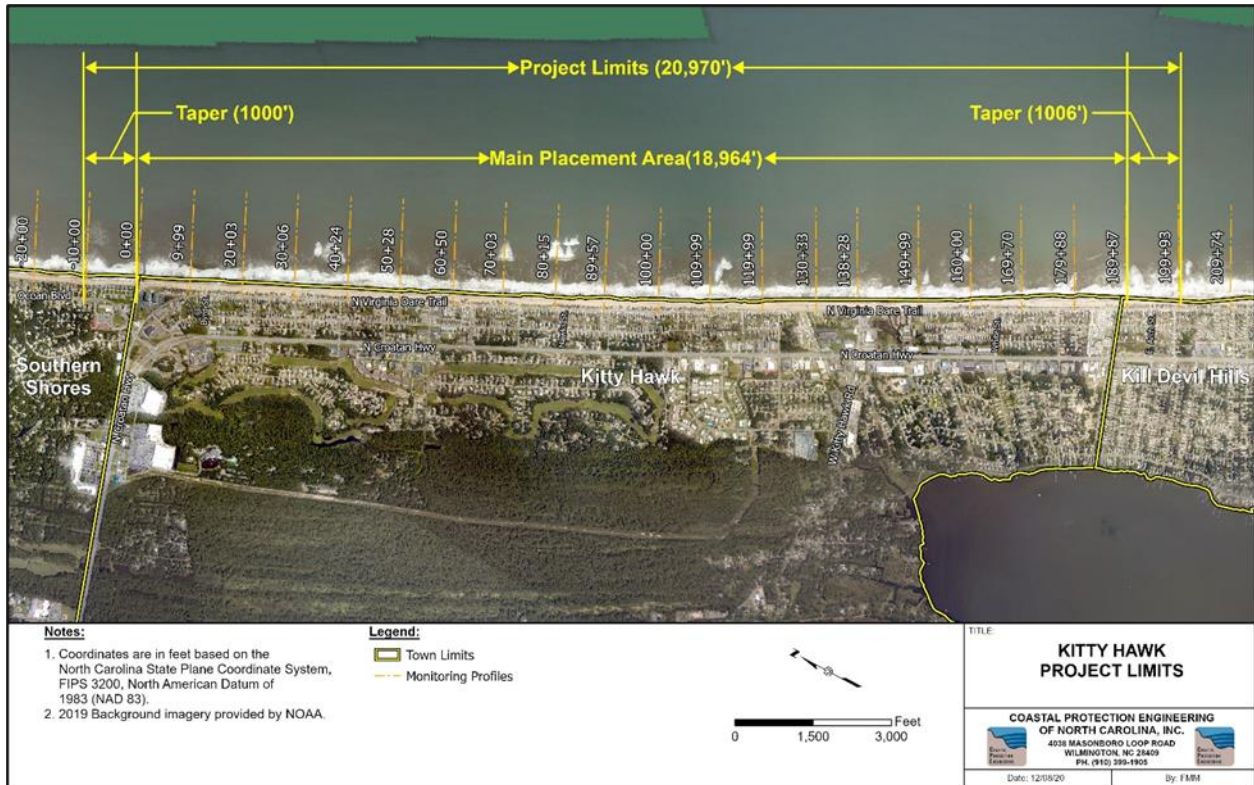 Project Limits (20,970')
Taper (1000')
Taper (1006')
Main Placement Area(18,964')
-20+00
-10+00
0+00
9+99
20+03
30+06
40+24
50+28
60+50
70+03
80+15
89+57
100+00
109+99
119+99
130+33
138+28
149+99
160+00
169+70
179+88
189+87
199+93
209+74
Ocean Blvd
N Virginia Dare Trail
N Virginia Dare Trail
N Croatan Hwy
N Croatan Hwy
Southern
Shores
Kitty Hawk
Kill Devil Hills
N Croatan Hwy
W Kitty Hawk Rd
Notes:
1. Coordinates are in feet based on the
North Carolina State Plane Coordinate System,
FIPS 3200, North American Datum of
1983 (NAD 83).
2. 2019 Background imagery provided by NOAA.
Legend:
Town Limits
Monitoring Profiles
Feet
0 1,500 3,000
TITLE:
KITTY HAWK
PROJECT LIMITS
COASTAL PROTECTION ENGINEERING
OF NORTH CAROLINA, INC.
4038 MASONBORO LOOP ROAD
WILMINGTON, NC 28409
PH. (910) 399-1905
Coastal
Protection
Engineering
Coastal
Protection
Engineering
Date: 12/08/20
By: FMM